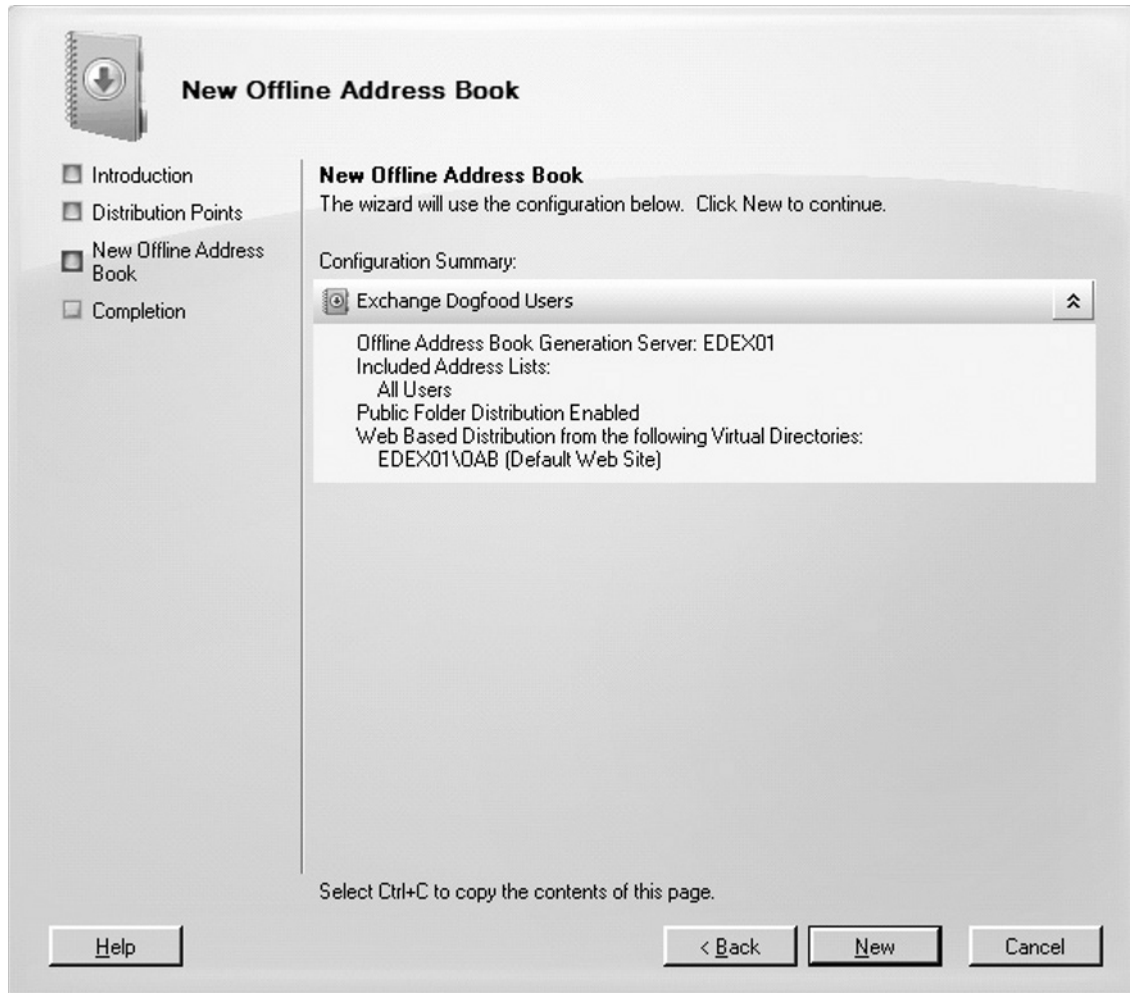 New Offline Address Book
Introduction
Distribution Points
New Offline Address
Book
Completion
New Offline Address Book
The wizard will use the configuration below. Click New to continue.
Configuration Summary:
Exchange Dogfood Users
Offline Address Book Generation Server: EDEX01
Included Address Lists:
All Users
Public Folder Distribution Enabled
Web Based Distribution from the following Virtual Directories:
EDEX01\OAB (Default Web Site)
Select Ctrl+C to copy the contents of this page.
Help
< Back
New
Cancel